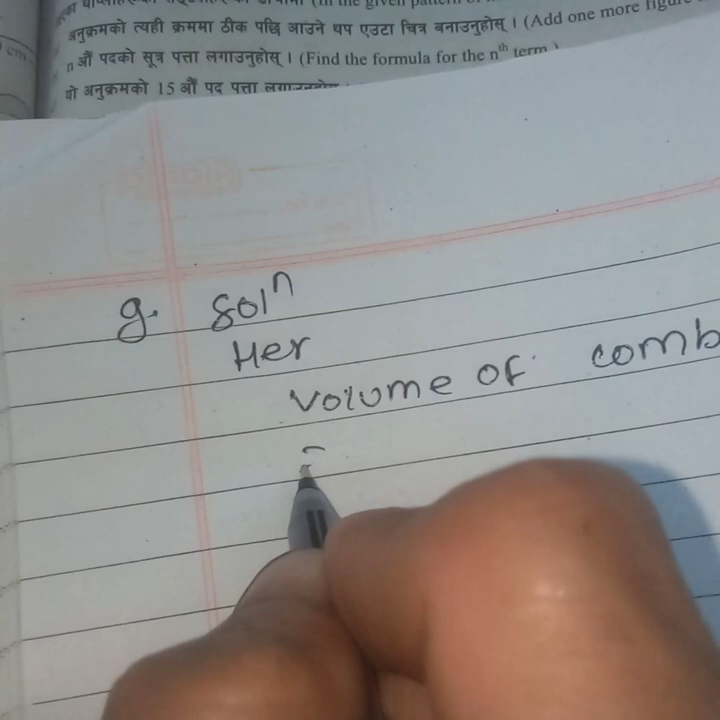 अनुक्रमको त्यही क्रममा ठीक पछि आउने थप एउटा चित्र बनाउनुहोस् । (Add one more figure
n औं पदको सूत्र पत्ता लगाउनुहोस् । (Find the formula for the nth term.)
यो अनुक्रमको 15 औं पद पत्ता
g. Solⁿ
Her
volume of comb